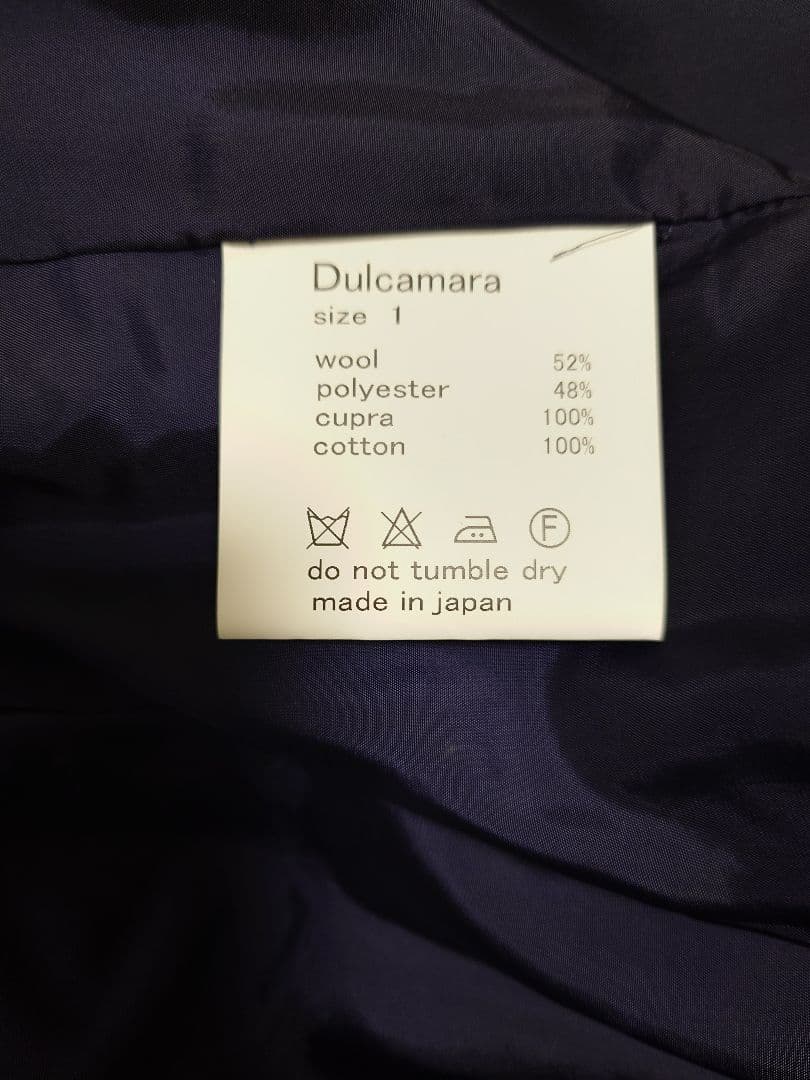 Dulcamara
size 1
wool 52%
polyester 48%
cupra 100%
cotton 100%
F
do not tumble dry
made in japan